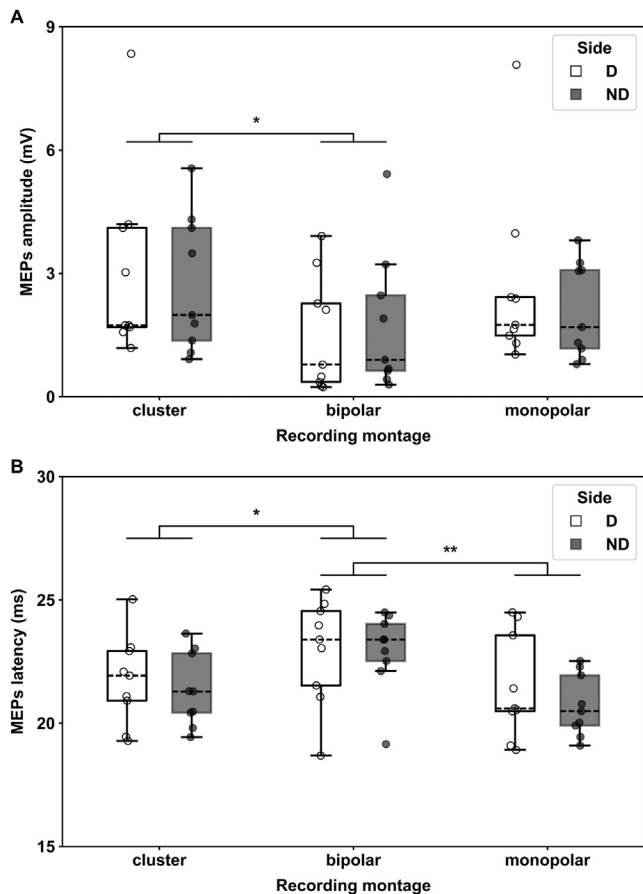 A
9
Side
D
ND
*
6
3
0
MEPs amplitude (mV)
cluster bipolar monopolar
Recording montage
B
30
Side
D
ND
*
**
25
20
15
MEPs latency (ms)
cluster bipolar monopolar
Recording montage